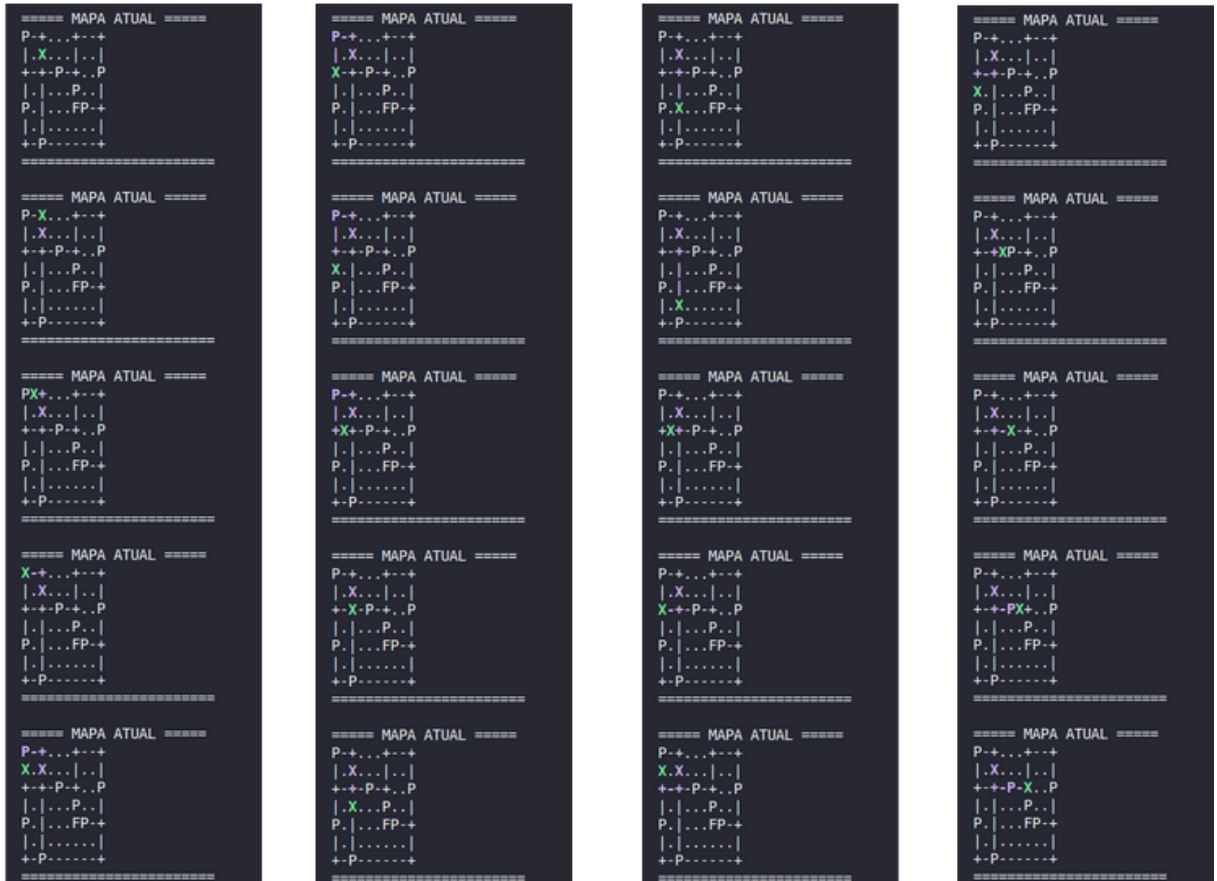 ===== MAPA ATUAL =====
P-+...+--+
|.X...|..|
+-+-P-+..P
|.|...P..|
P.|...FP-+
|.|......|
+-P------+
=======================
===== MAPA ATUAL =====
P-X...+--+
|.X...|..|
+-+-P-+..P
|.|...P..|
P.|...FP-+
|.|......|
+-P------+
=======================
===== MAPA ATUAL =====
PX+...+--+
|.X...|..|
+-+-P-+..P
|.|...P..|
P.|...FP-+
|.|......|
+-P------+
=======================
===== MAPA ATUAL =====
X-+...+--+
|.X...|..|
+-+-P-+..P
|.|...P..|
P.|...FP-+
|.|......|
+-P------+
=======================
===== MAPA ATUAL =====
P-+...+--+
X.X...|..|
+-+-P-+..P
|.|...P..|
P.|...FP-+
|.|......|
+-P------+
=======================
===== MAPA ATUAL =====
P-+...+--+
|.X...|..|
X-+-P-+..P
|.|...P..|
P.|...FP-+
|.|......|
+-P------+
=======================
===== MAPA ATUAL =====
P-+...+--+
|.X...|..|
+-+-P-+..P
X.|...P..|
P.|...FP-+
|.|......|
+-P------+
=======================
===== MAPA ATUAL =====
P-+...+--+
|.X...|..|
+X+-P-+..P
|.|...P..|
P.|...FP-+
|.|......|
+-P------+
=======================
===== MAPA ATUAL =====
P-+...+--+
|.X...|..|
+-X-P-+..P
|.|...P..|
P.|...FP-+
|.|......|
+-P------+
=======================
===== MAPA ATUAL =====
P-+...+--+
|.X...|..|
+-+-P-+..P
|.X...P..|
P.|...FP-+
|.|......|
+-P------+
=======================
===== MAPA ATUAL =====
P-+...+--+
|.X...|..|
+-+-P-+..P
|.|...P..|
P.X...FP-+
|.|......|
+-P------+
=======================
===== MAPA ATUAL =====
P-+...+--+
|.X...|..|
+-+-P-+..P
|.|...P..|
P.|...FP-+
|.X......|
+-P------+
=======================
===== MAPA ATUAL =====
P-+...+--+
|.X...|..|
+X+-P-+..P
|.|...P..|
P.|...FP-+
|.|......|
+-P------+
=======================
===== MAPA ATUAL =====
P-+...+--+
|.X...|..|
X-+-P-+..P
|.|...P..|
P.|...FP-+
|.|......|
+-P------+
=======================
===== MAPA ATUAL =====
P-+...+--+
X.X...|..|
+-+-P-+..P
|.|...P..|
P.|...FP-+
|.|......|
+-P------+
=======================
===== MAPA ATUAL =====
P-+...+--+
|.X...|..|
+-+-P-+..P
X.|...P..|
P.|...FP-+
|.|......|
+-P------+
=======================
===== MAPA ATUAL =====
P-+...+--+
|.X...|..|
+-+XP-+..P
|.|...P..|
P.|...FP-+
|.|......|
+-P------+
=======================
===== MAPA ATUAL =====
P-+...+--+
|.X...|..|
+-+-X-+..P
|.|...P..|
P.|...FP-+
|.|......|
+-P------+
=======================
===== MAPA ATUAL =====
P-+...+--+
|.X...|..|
+-+-PX+..P
|.|...P..|
P.|...FP-+
|.|......|
+-P------+
=======================
===== MAPA ATUAL =====
P-+...+--+
|.X...|..|
+-+-P-X..P
|.|...P..|
P.|...FP-+
|.|......|
+-P------+
=======================